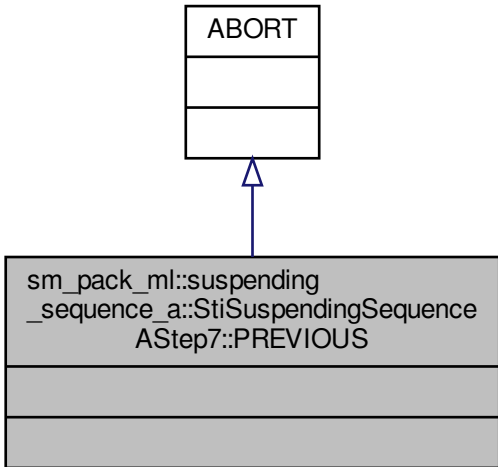 ABORT
sm_pack_ml::suspending
_sequence_a::StiSuspendingSequence
AStep7::PREVIOUS